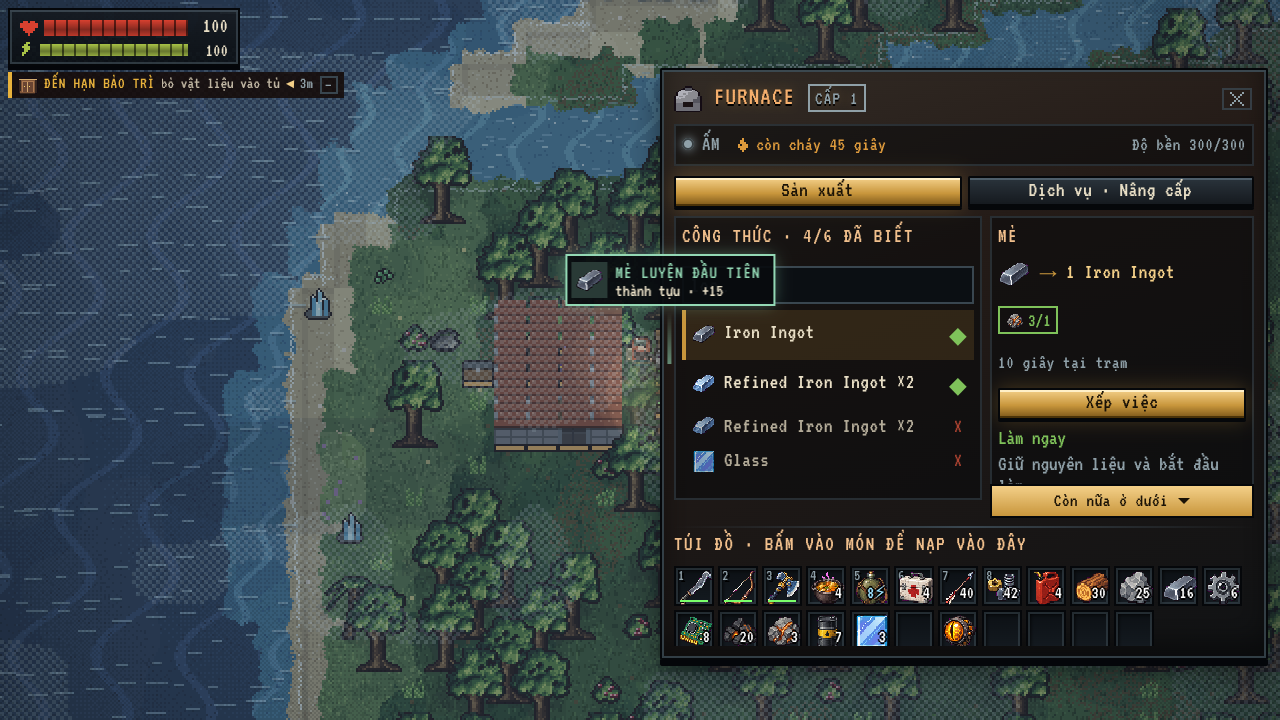 100
100
ĐẾN HẠN BẢO TRÌ bỏ vật liệu vào tủ ◀ 3m −
FURNACE CẤP 1
ẤM còn cháy 45 giây Độ bền 300/300
Sản xuất
Dịch vụ · Nâng cấp
CÔNG THỨC · 4/6 ĐÃ BIẾT
MẺ LUYỆN ĐẦU TIÊN
thành tựu · +15
Iron Ingot
Refined Iron Ingot X2
Refined Iron Ingot X2 X
Glass X
MẺ
→ 1 Iron Ingot
3/1
10 giây tại trạm
Xếp việc
Làm ngay
Giữ nguyên liệu và bắt đầu
Còn nữa ở dưới
TÚI ĐỒ · BẤM VÀO MÓN ĐỂ NẠP VÀO ĐÂY
1 2 3 4 4 5 8 6 4 7 40 8 42 4 30 25 16 6
8 20 3 7 3